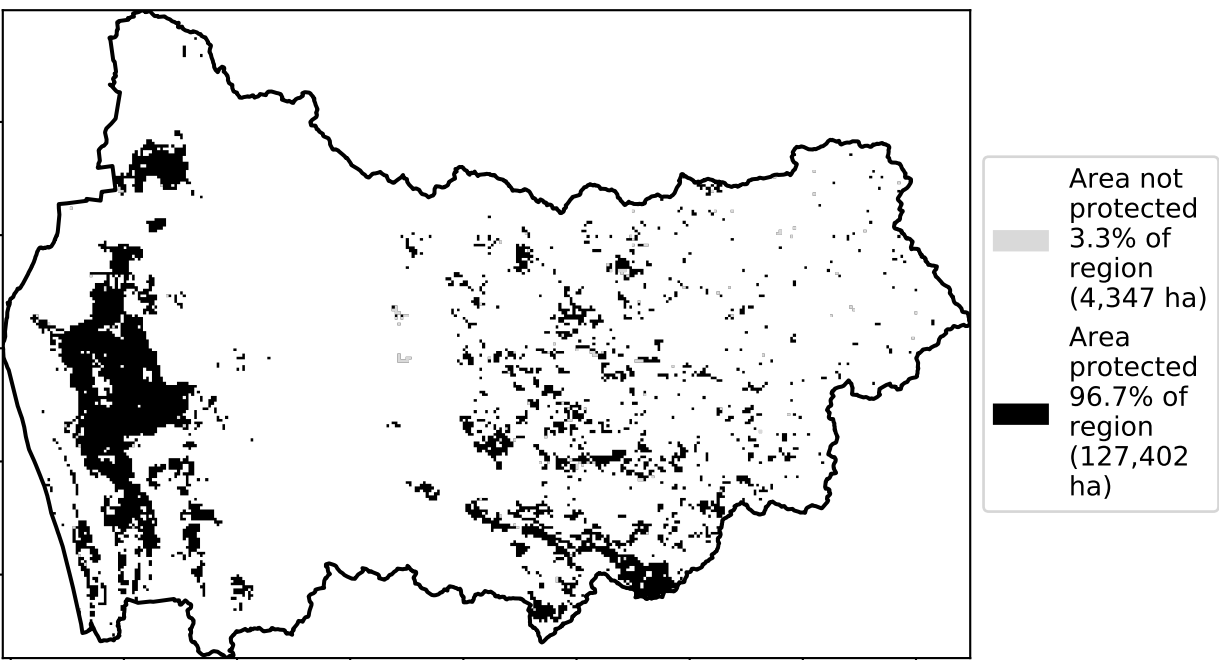 Area not
protected
3.3% of
region
(4,347 ha)
Area
protected
96.7% of
region
(127,402
ha)